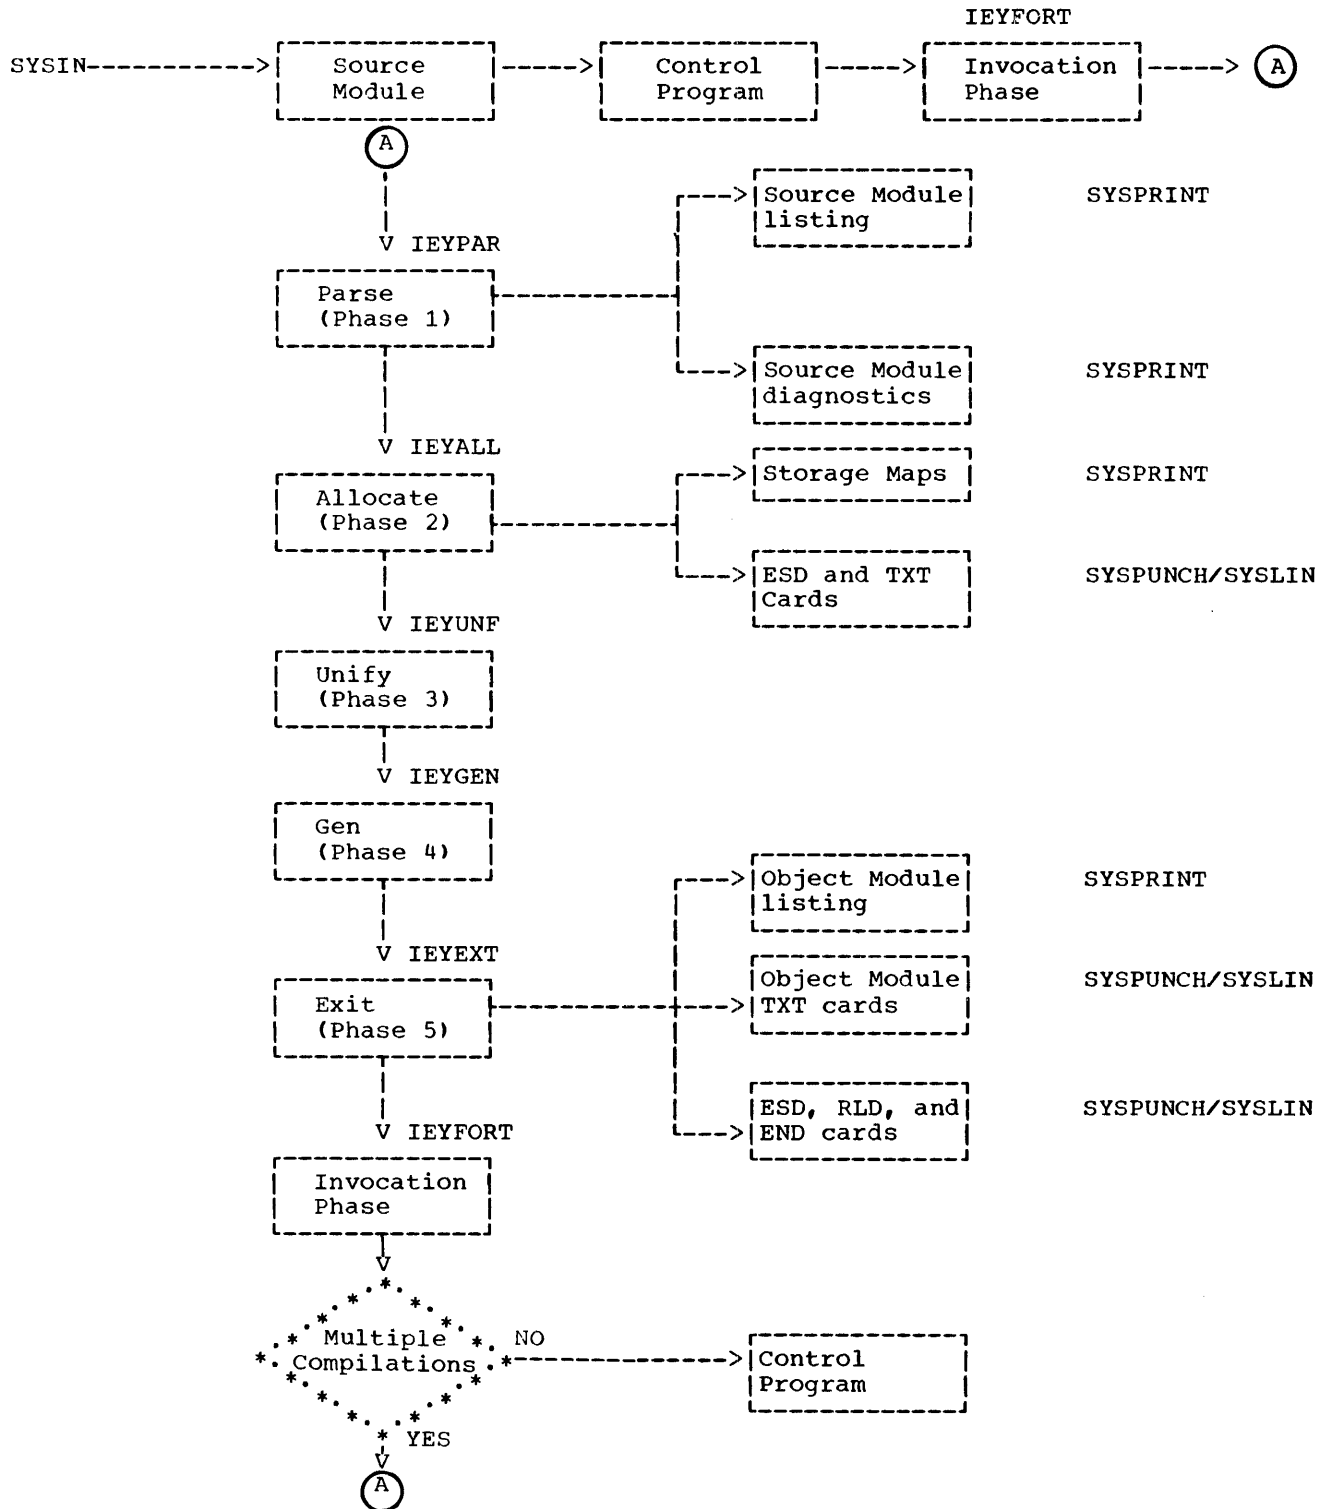 IEYFORT
SYSIN
Source
Module
Control
Program
Invocation
Phase
A
A
Source Module
listing
SYSPRINT
IEYPAR
Parse
(Phase 1)
Source Module
diagnostics
SYSPRINT
IEYALL
Storage Maps
SYSPRINT
Allocate
(Phase 2)
ESD and TXT
Cards
SYSPUNCH/SYSLIN
IEYUNF
Unify
(Phase 3)
IEYGEN
Gen
(Phase 4)
Object Module
listing
SYSPRINT
IEYEXT
Object Module
TXT cards
SYSPUNCH/SYSLIN
Exit
(Phase 5)
ESD, RLD, and
END cards
SYSPUNCH/SYSLIN
IEYFORT
Invocation
Phase
Multiple
Compilations
NO
Control
Program
YES
A